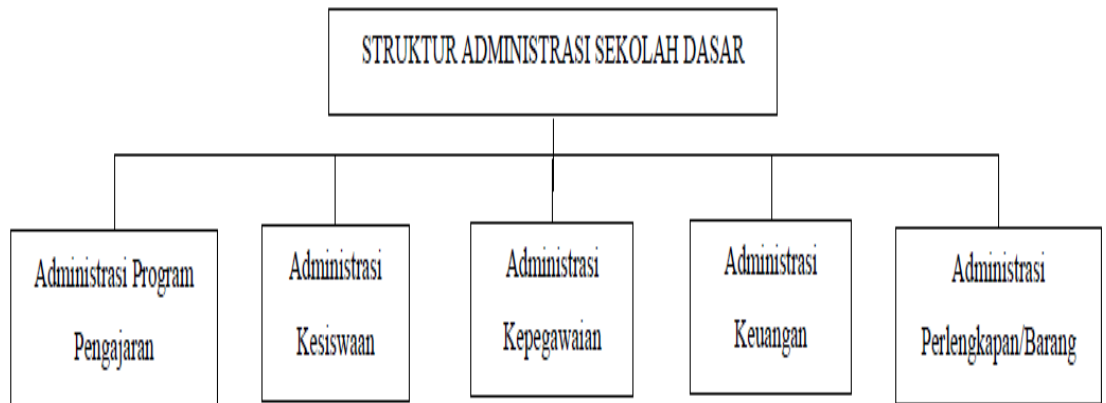 STRUKTUR ADMINISTRASI SEKOLAH DASAR
Administrasi Program
Pengajaran
Administrasi
Kesiswaan
Administrasi
Kepegawaian
Administrasi
Keuangan
Administrasi
Perlengkapan/Barang